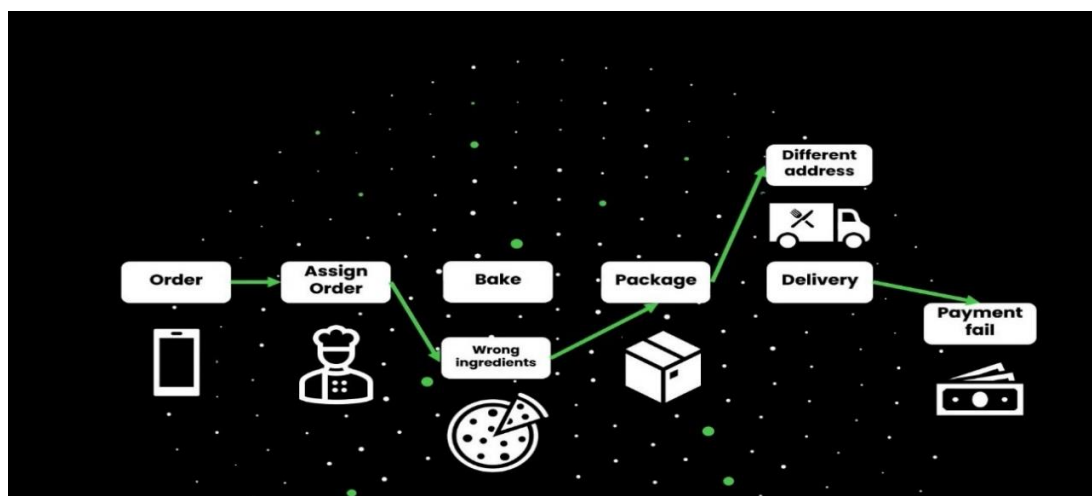 Different
address
Order
Assign
Order
Bake
Package
Delivery
Wrong
ingredients
Payment
fail